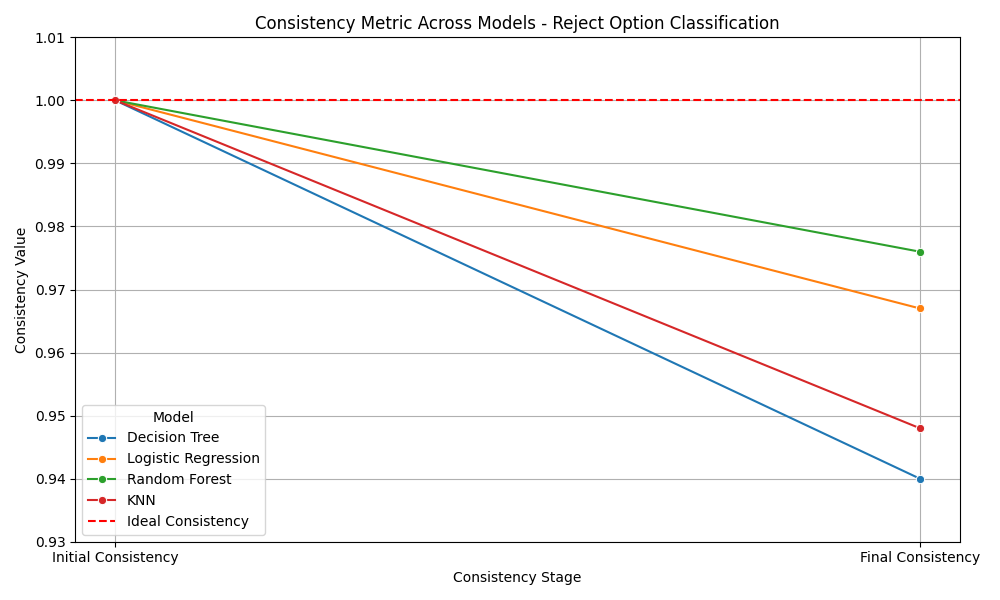 Consistency Metric Across Models - Reject Option Classification
1.01
1.00
0.99
0.98
0.97
0.96
0.95
0.94
0.93
Consistency Value
Model
Decision Tree
Logistic Regression
Random Forest
KNN
Ideal Consistency
Initial Consistency
Final Consistency
Consistency Stage